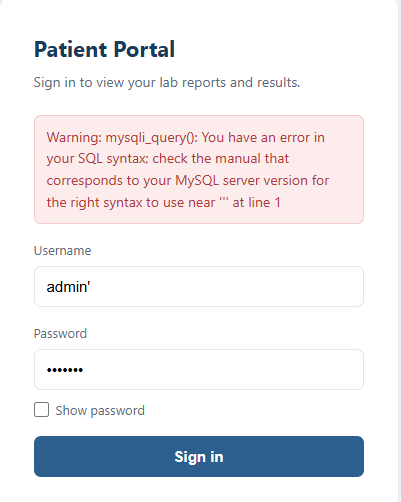 Patient Portal
Sign in to view your lab reports and results.
Warning: mysqli_query(): You have an error in
your SQL syntax; check the manual that
corresponds to your MySQL server version for
the right syntax to use near ''' at line 1
Username
admin'
Password
•••••••
Show password
Sign in